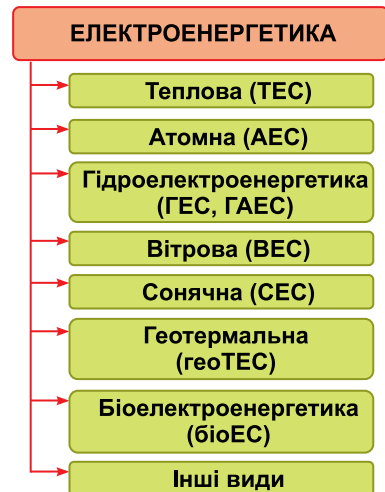 ЕЛЕКТРОЕНЕРГЕТИКА
Теплова (ТЕС)
Атомна (АЕС)
Гідроелектроенергетика
(ГЕС, ГАЕС)
Вітрова (ВЕС)
Сонячна (СЕС)
Геотермальна
(геоТЕС)
Біоелектроенергетика
(біоЕС)
Інші види